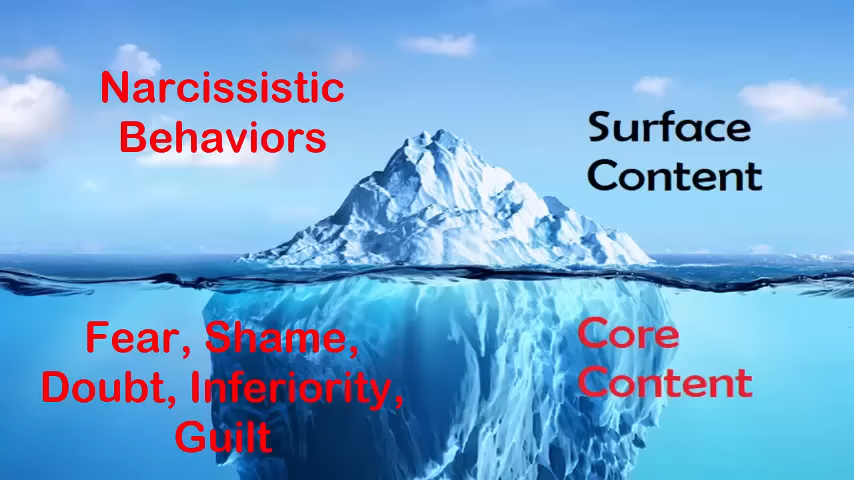 Narcissistic
Behaviors
Surface
Content
Fear, Shame,
Doubt, Inferiority,
Guilt
Core
Content